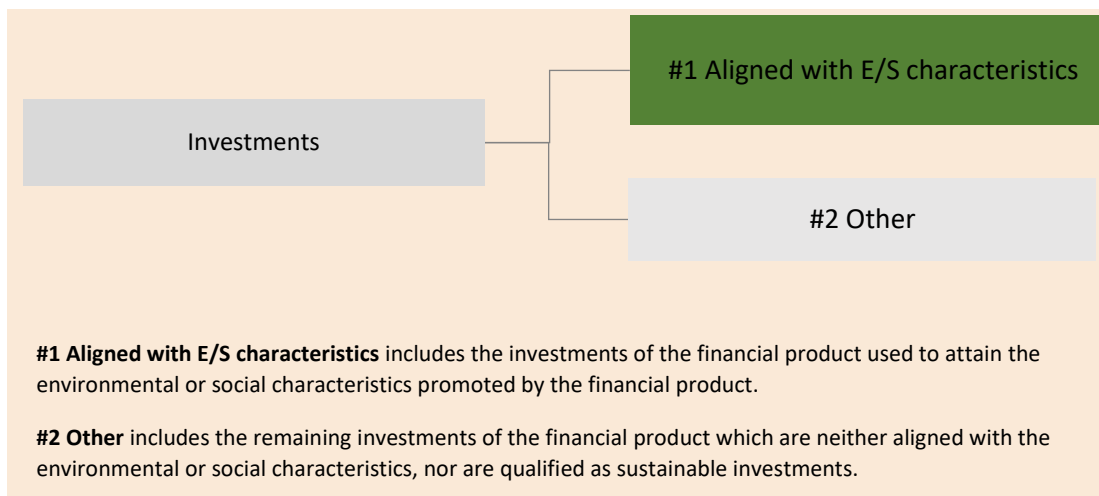 #1 Aligned with E/S characteristics
Investments
#2 Other
#1 Aligned with E/S characteristics includes the investments of the financial product used to attain the
environmental or social characteristics promoted by the financial product.
#2 Other includes the remaining investments of the financial product which are neither aligned with the
environmental or social characteristics, nor are qualified as sustainable investments.